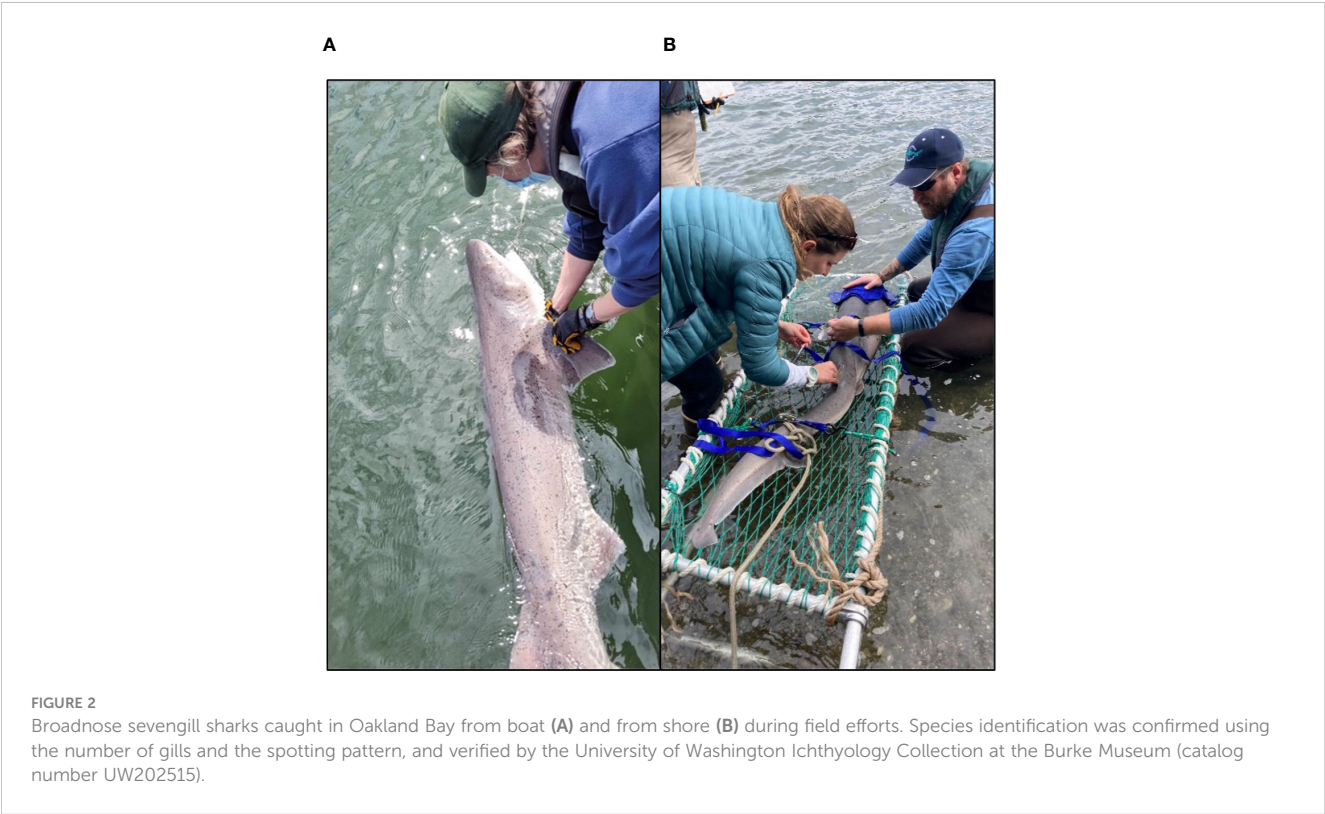 A B
FIGURE 2
Broadnose sevengill sharks caught in Oakland Bay from boat (A) and from shore (B) during field efforts. Species identification was confirmed using
the number of gills and the spotting pattern, and verified by the University of Washington Ichthyology Collection at the Burke Museum (catalog
number UW202515).